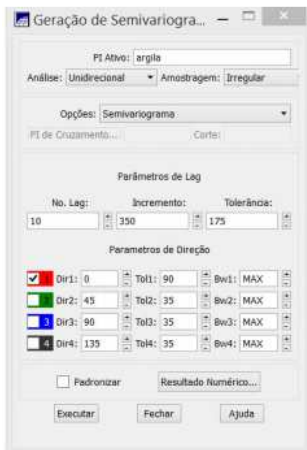 Geração de Semivariogra...
PI Ativo: argila
Análise: Unidirecional Amostragem: Irregular
Opções: Semivariograma
PI de Cruzamento... Corte:
Parâmetros de Lag
No. Lag: Incremento: Tolerância:
10 350 175
Parametros de Direção
1 Dir1: 0 Tol1: 90 Bw1: MAX
2 Dir2: 45 Tol2: 35 Bw2: MAX
3 Dir3: 90 Tol3: 35 Bw3: MAX
4 Dir4: 135 Tol4: 35 Bw4: MAX
Padronizar Resultado Numérico...
Executar Fechar Ajuda